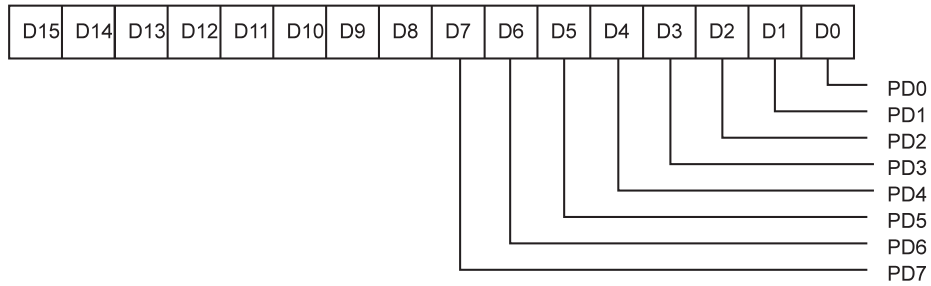 D15 D14 D13 D12 D11 D10 D9 D8 D7 D6 D5 D4 D3 D2 D1 D0
PD0
PD1
PD2
PD3
PD4
PD5
PD6
PD7